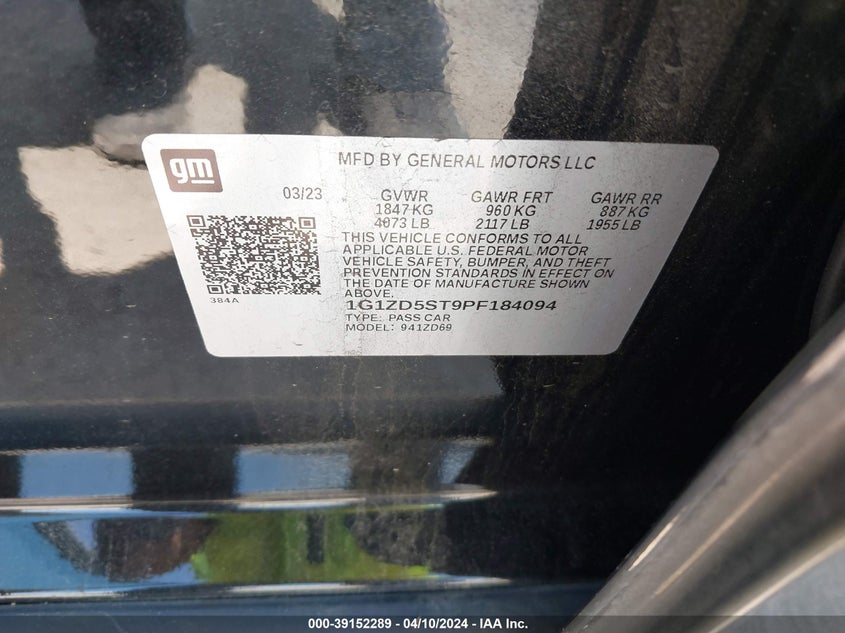 gm
MFD BY GENERAL MOTORS LLC
03/23 GVWR GAWR FRT GAWR RR
1847 KG 960 KG 887 KG
4073 LB 2117 LB 1955 LB
THIS VEHICLE CONFORMS TO ALL
APPLICABLE U.S. FEDERAL MOTOR
VEHICLE SAFETY, BUMPER, AND THEFT
PREVENTION STANDARDS IN EFFECT ON
THE DATE OF MANUFACTURE SHOWN
ABOVE.
384A
1G1ZD5ST9PF184094
TYPE: PASS CAR
MODEL: 941ZD69
000-39152289 - 04/10/2024 - IAA Inc.